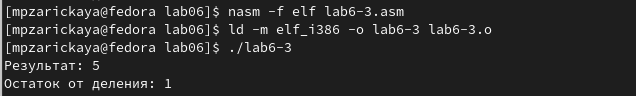 [mpzarickaya@fedora lab06]$ nasm -f elf lab6-3.asm
[mpzarickaya@fedora lab06]$ ld -m elf_i386 -o lab6-3 lab6-3.o
[mpzarickaya@fedora lab06]$ ./lab6-3
Результат: 5
Остаток от деления: 1